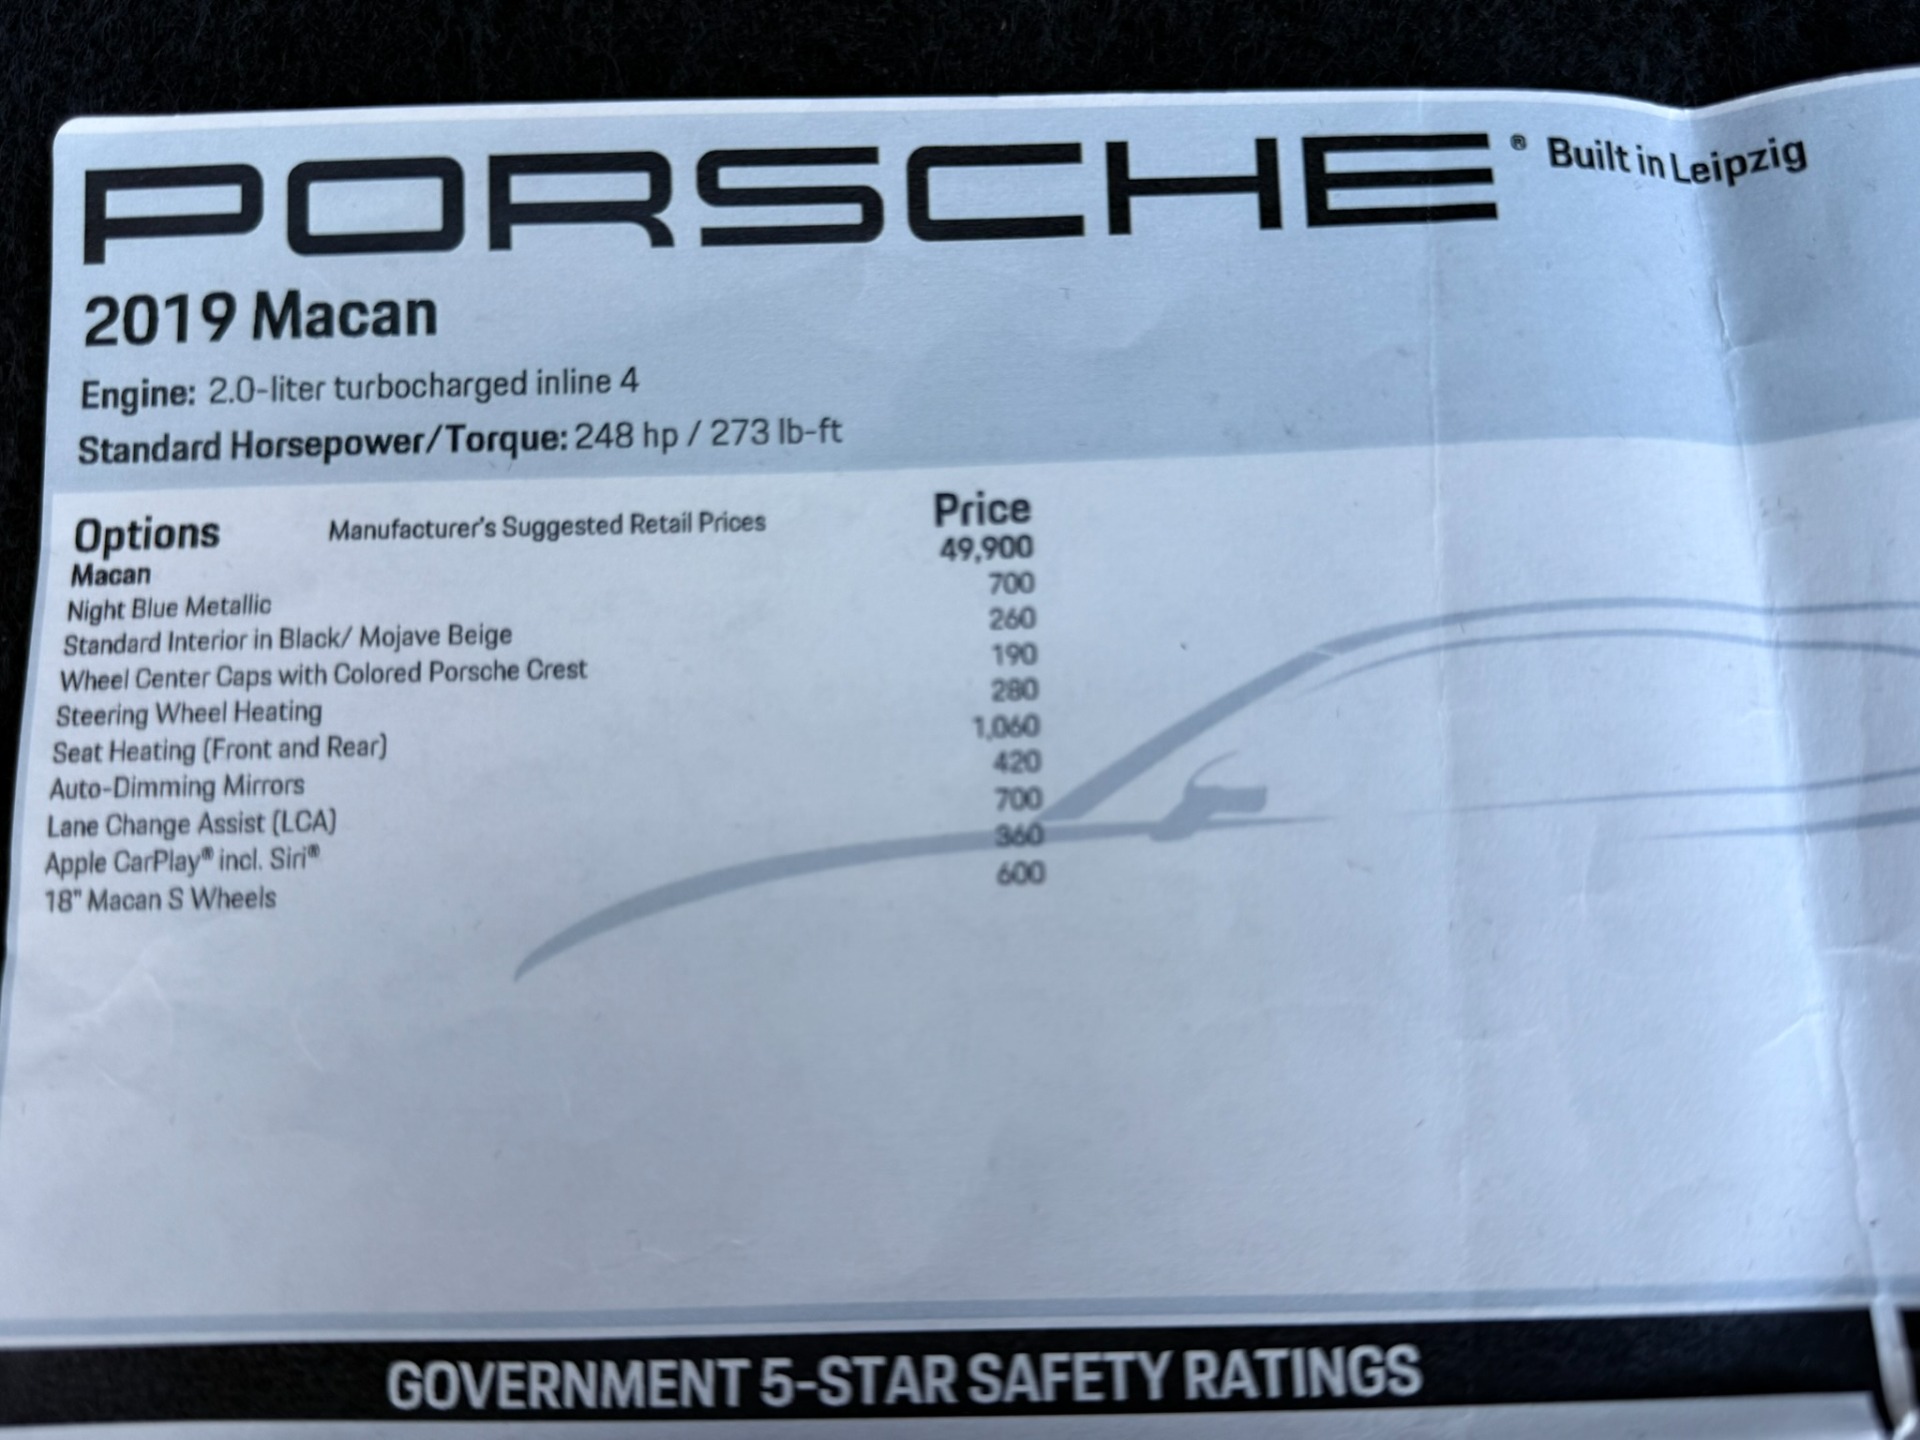 PORSCHE® Built in Leipzig
2019 Macan
Engine: 2.0-liter turbocharged inline 4
Standard Horsepower/Torque: 248 hp / 273 lb-ft
Options Manufacturer's Suggested Retail Prices Price
Macan 49,900
Night Blue Metallic 700
Standard Interior in Black/ Mojave Beige 260
Wheel Center Caps with Colored Porsche Crest 190
Steering Wheel Heating 280
Seat Heating (Front and Rear) 1,060
Auto-Dimming Mirrors 420
Lane Change Assist (LCA) 700
Apple CarPlay® incl. Siri® 360
18" Macan S Wheels 600
GOVERNMENT 5-STAR SAFETY RATINGS